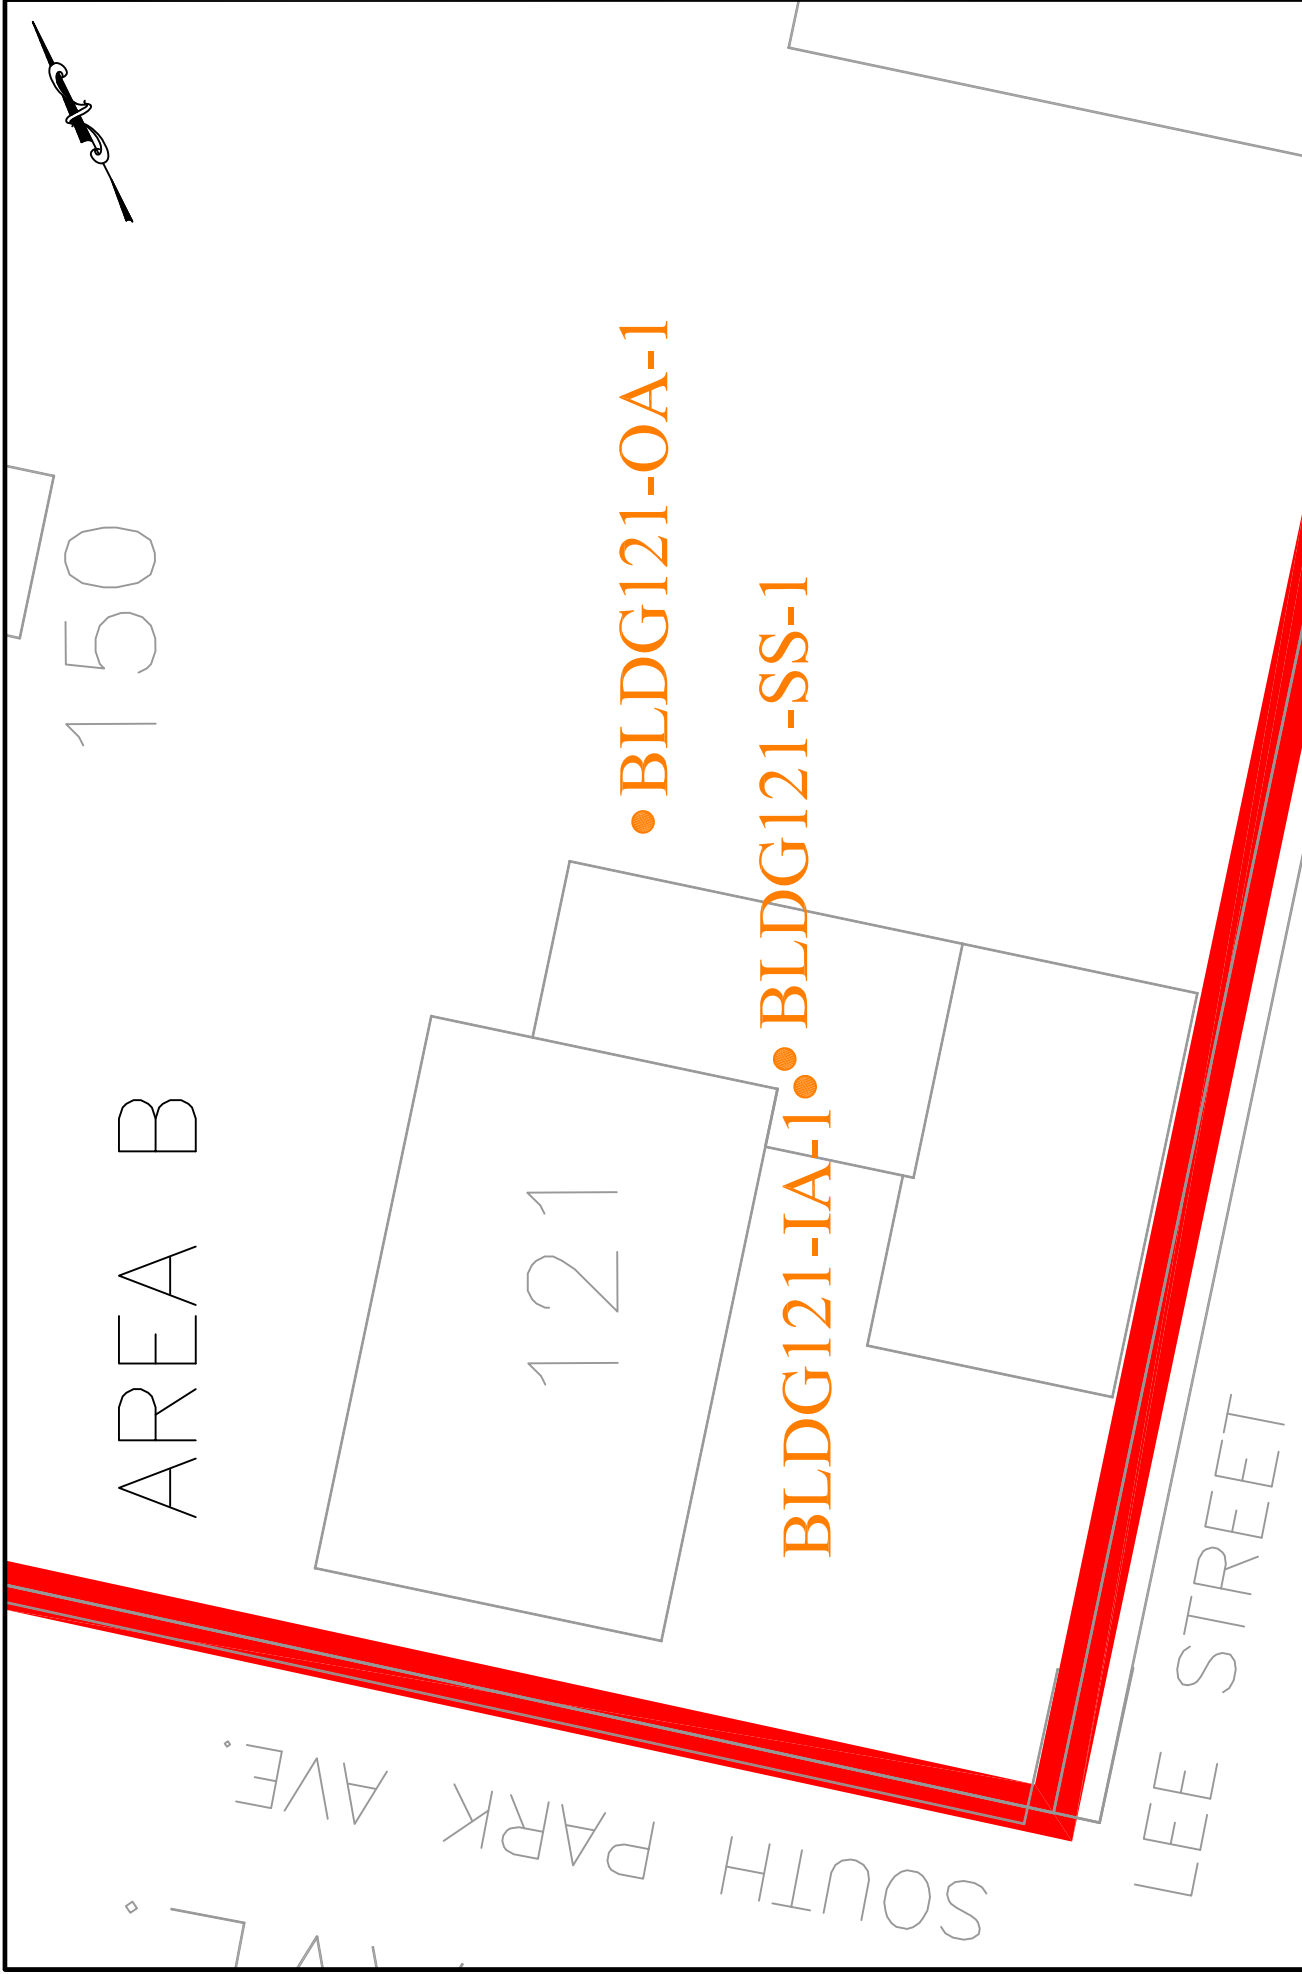 150
BLDG121-OA-1
BLDG121-SS-1
AREA B
121
BLDG121-IA-1
SOUTH PARK AVE.
LEE STREET